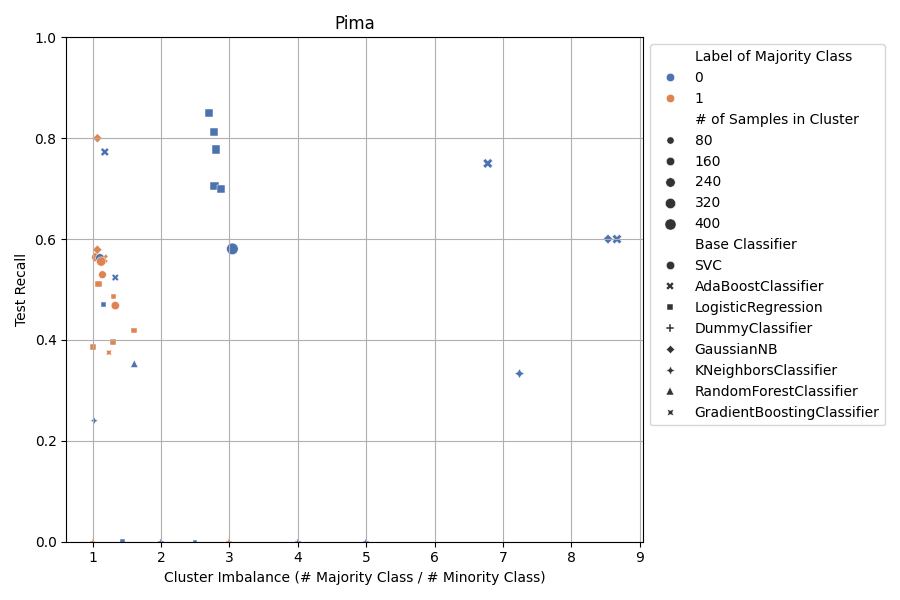 Pima
1.0
0.8
0.6
0.4
0.2
0.0
Test Recall
1 2 3 4 5 6 7 8 9
Cluster Imbalance (# Majority Class / # Minority Class)
Label of Majority Class
0
1
# of Samples in Cluster
80
160
240
320
400
Base Classifier
SVC
AdaBoostClassifier
LogisticRegression
DummyClassifier
GaussianNB
KNeighborsClassifier
RandomForestClassifier
GradientBoostingClassifier